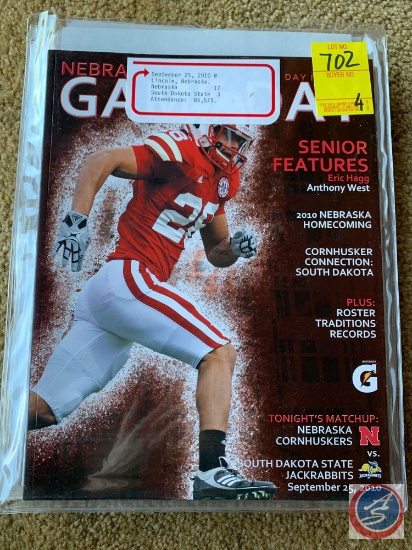 LOT NO.
702
BUYER NO.
4
September 25, 2010 @
Lincoln, Nebraska.
Nebraska 17
South Dakota State 3
Attendance: 85,573.
NEBRA DAY
GA DAY
SENIOR
FEATURES
Eric Hagg
Anthony West
2010 NEBRASKA
HOMECOMING
CORNHUSKER
CONNECTION:
SOUTH DAKOTA
PLUS:
ROSTER
TRADITIONS
RECORDS
G
TONIGHT'S MATCHUP:
NEBRASKA
CORNHUSKERS
N
VS.
SOUTH DAKOTA STATE
JACKRABBITS
September 25, 2010
28